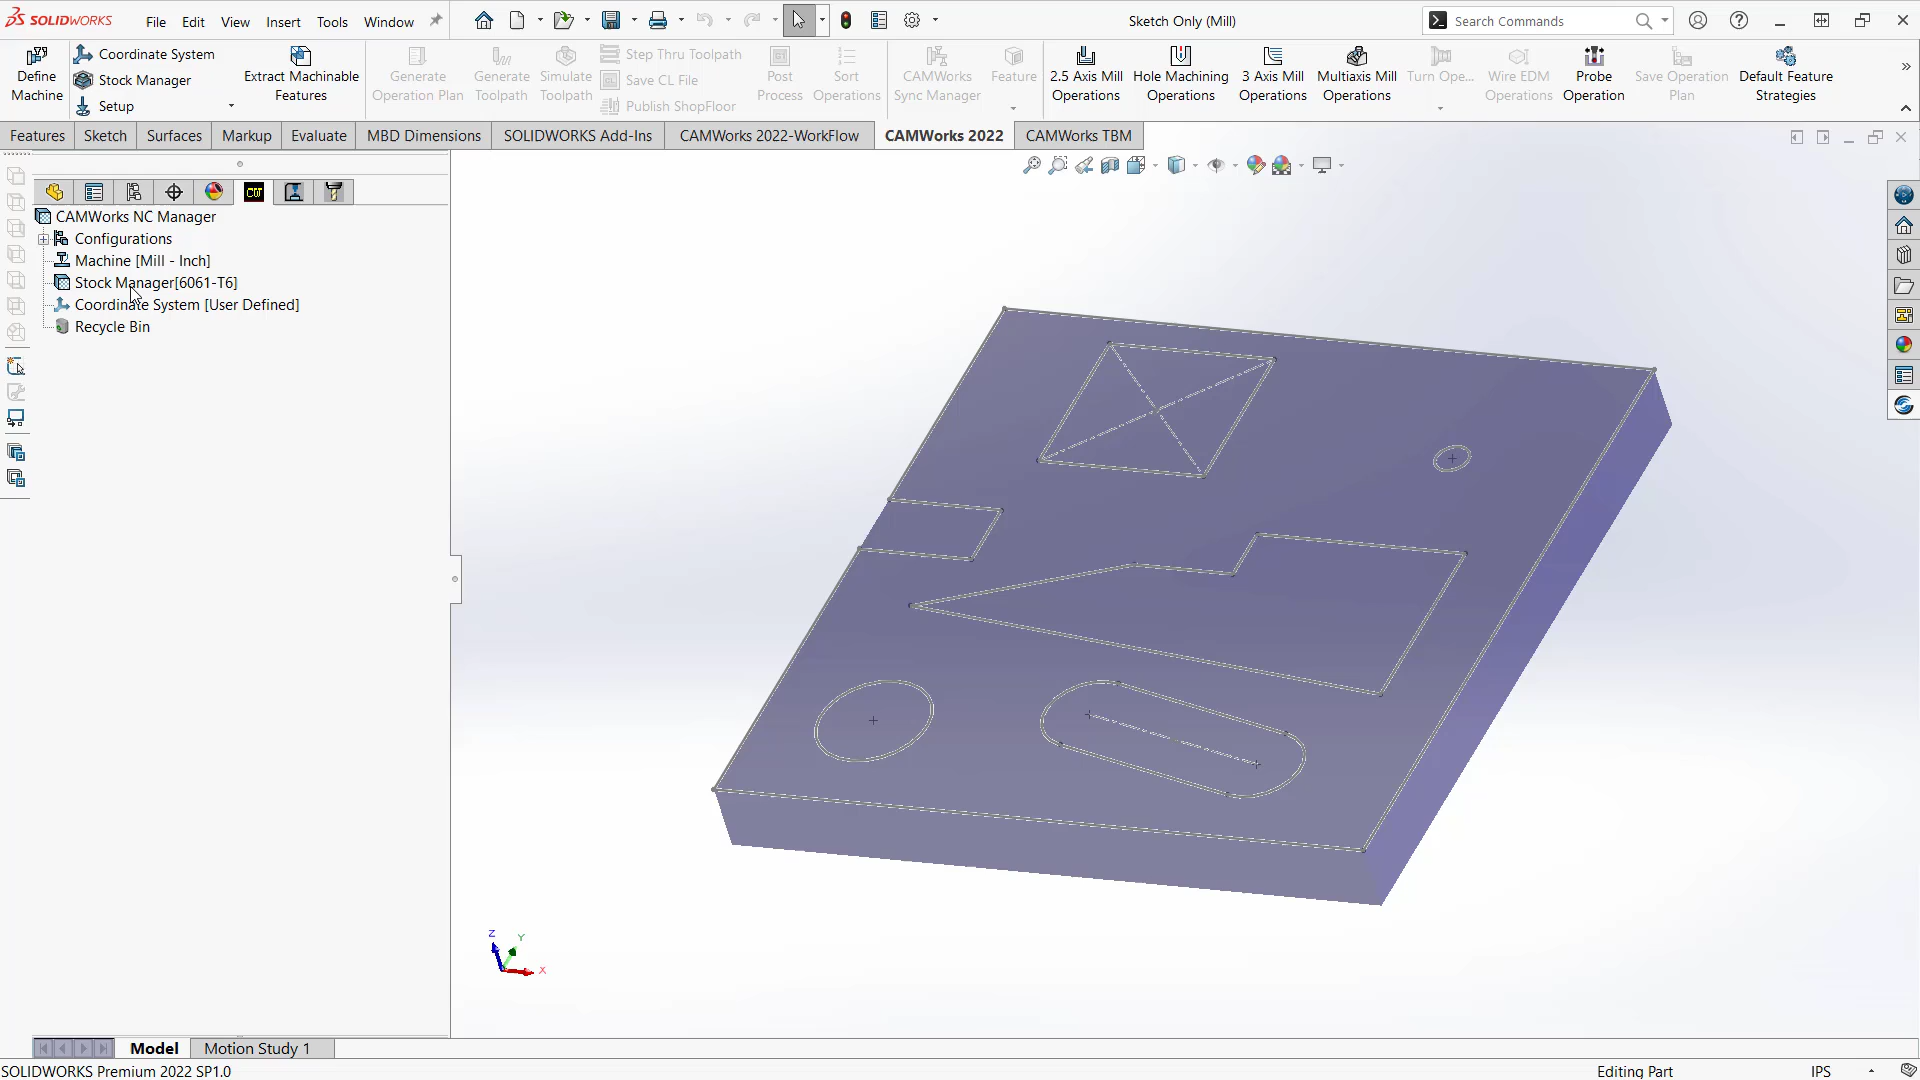 SOLIDWORKS
File Edit View Insert Tools Window
Sketch Only (Mill)
Search Commands
Define Machine
Coordinate System
Stock Manager
Setup
Extract Machinable Features
Generate Operation Plan
Generate Toolpath
Simulate Toolpath
Step Thru Toolpath
Save CL File
Publish ShopFloor
Post Process
Sort Operations
CAMWorks Sync Manager
Feature
2.5 Axis Mill Operations
Hole Machining Operations
3 Axis Mill Operations
Multiaxis Mill Operations
Turn Ope...
Wire EDM Operations
Probe Operation
Save Operation Plan
Default Feature Strategies
Features Sketch Surfaces Markup Evaluate MBD Dimensions SOLIDWORKS Add-Ins CAMWorks 2022-WorkFlow CAMWorks 2022 CAMWorks TBM
CAMWorks NC Manager
Configurations
Machine [Mill - Inch]
Stock Manager[6061-T6]
Coordinate System [User Defined]
Recycle Bin
Z
Y
X
Model Motion Study 1
SOLIDWORKS Premium 2022 SP1.0
Editing Part
IPS